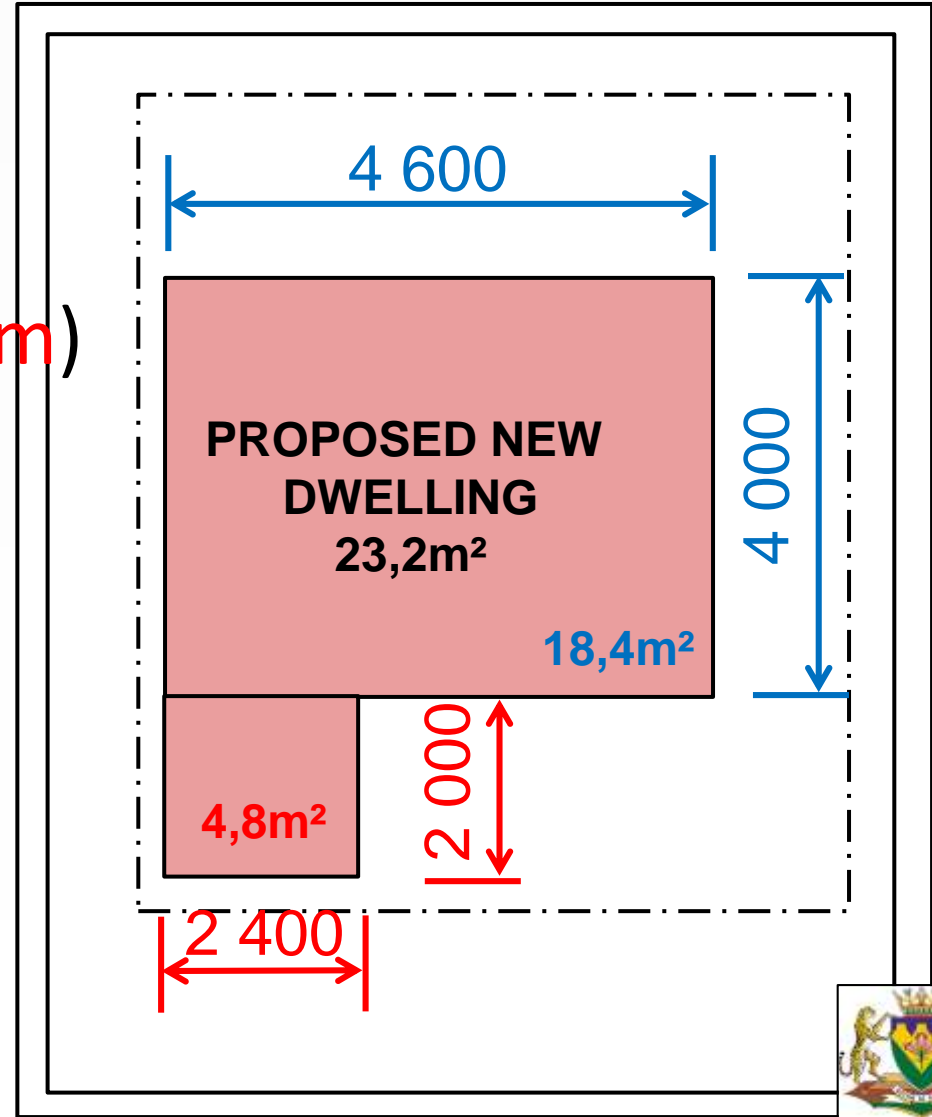 4 600
m)
PROPOSED NEW
DWELLING
23,2m²
4 000
18,4m²
2 000
4,8m²
2 400